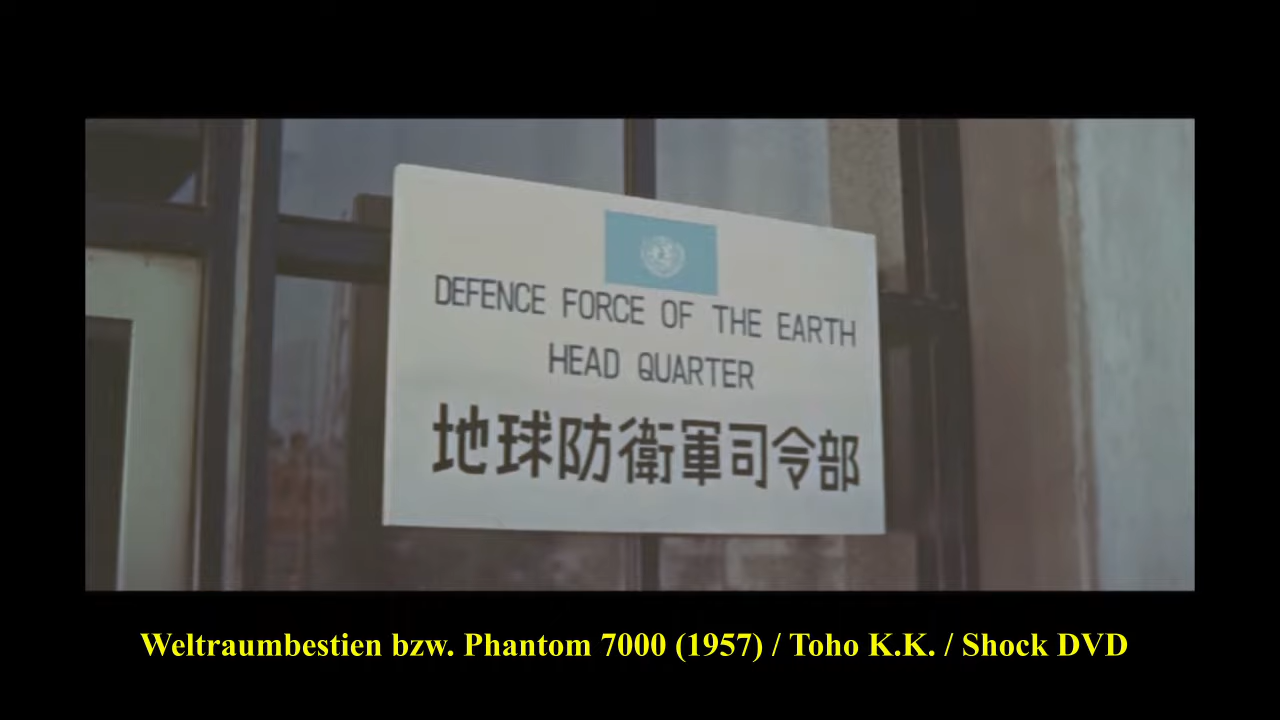 DEFENCE FORCE OF THE EARTH
HEAD QUARTER
地球防衛軍司令部
Weltraumbestien bzw. Phantom 7000 (1957) / Toho K.K. / Shock DVD